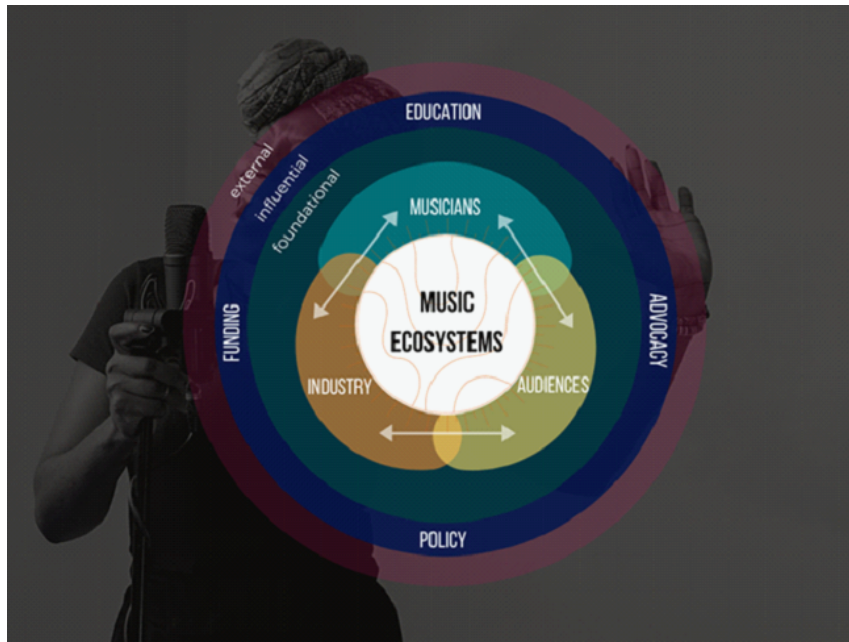 EDUCATION
external
influential
foundational
MUSICIANS
MUSIC
ECOSYSTEMS
FUNDING
ADVOCACY
INDUSTRY
AUDIENCES
POLICY